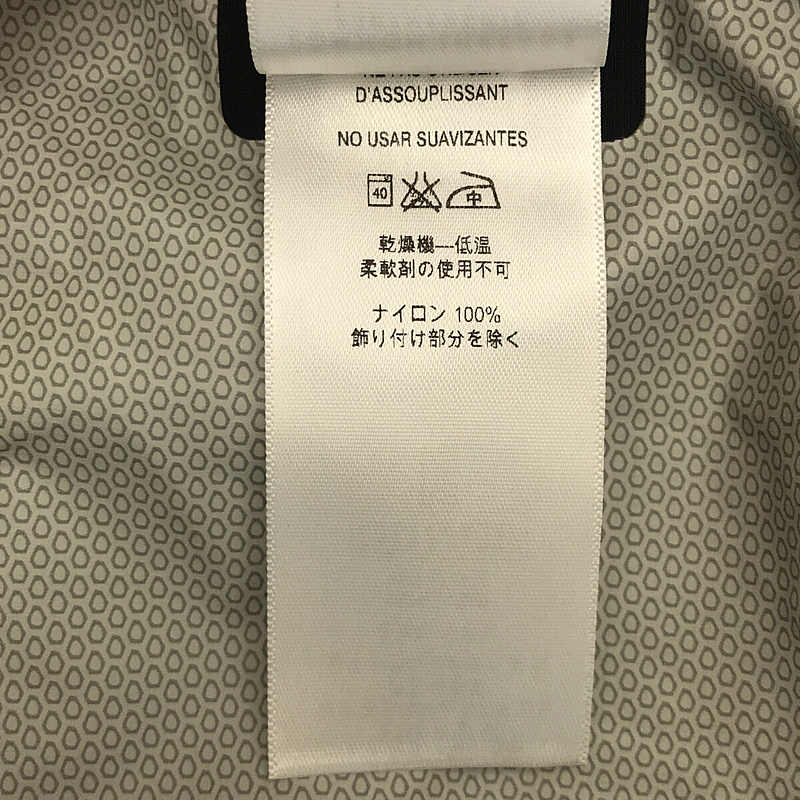 D'ASSOUPLISSANT
NO USAR SUAVIZANTES
40 中
乾燥機---低温
柔軟剤の使用不可
ナイロン 100%
飾り付け部分を除く